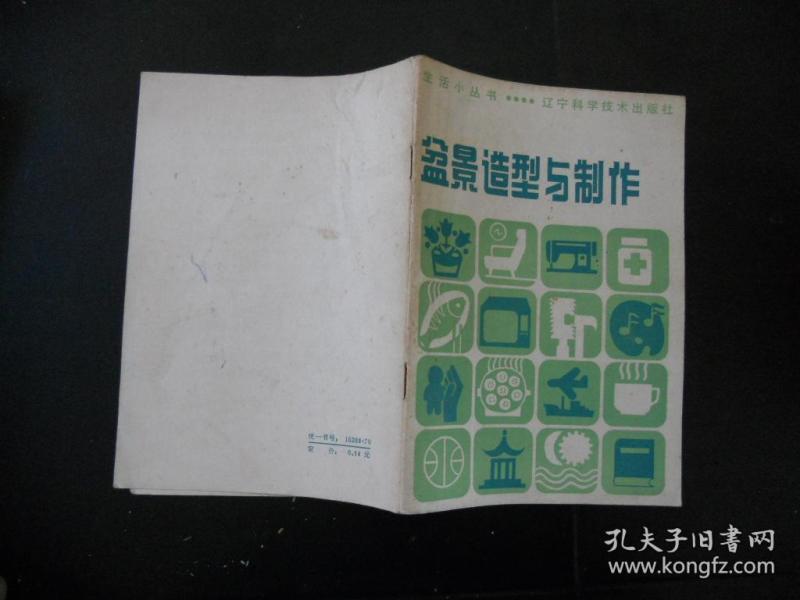 生活小丛书 **** 辽宁科学技术出版社
盆景造型与制作
统一书号: 16288·70
定 价: 0.14 元
孔夫子旧书网
www.kongfz.com